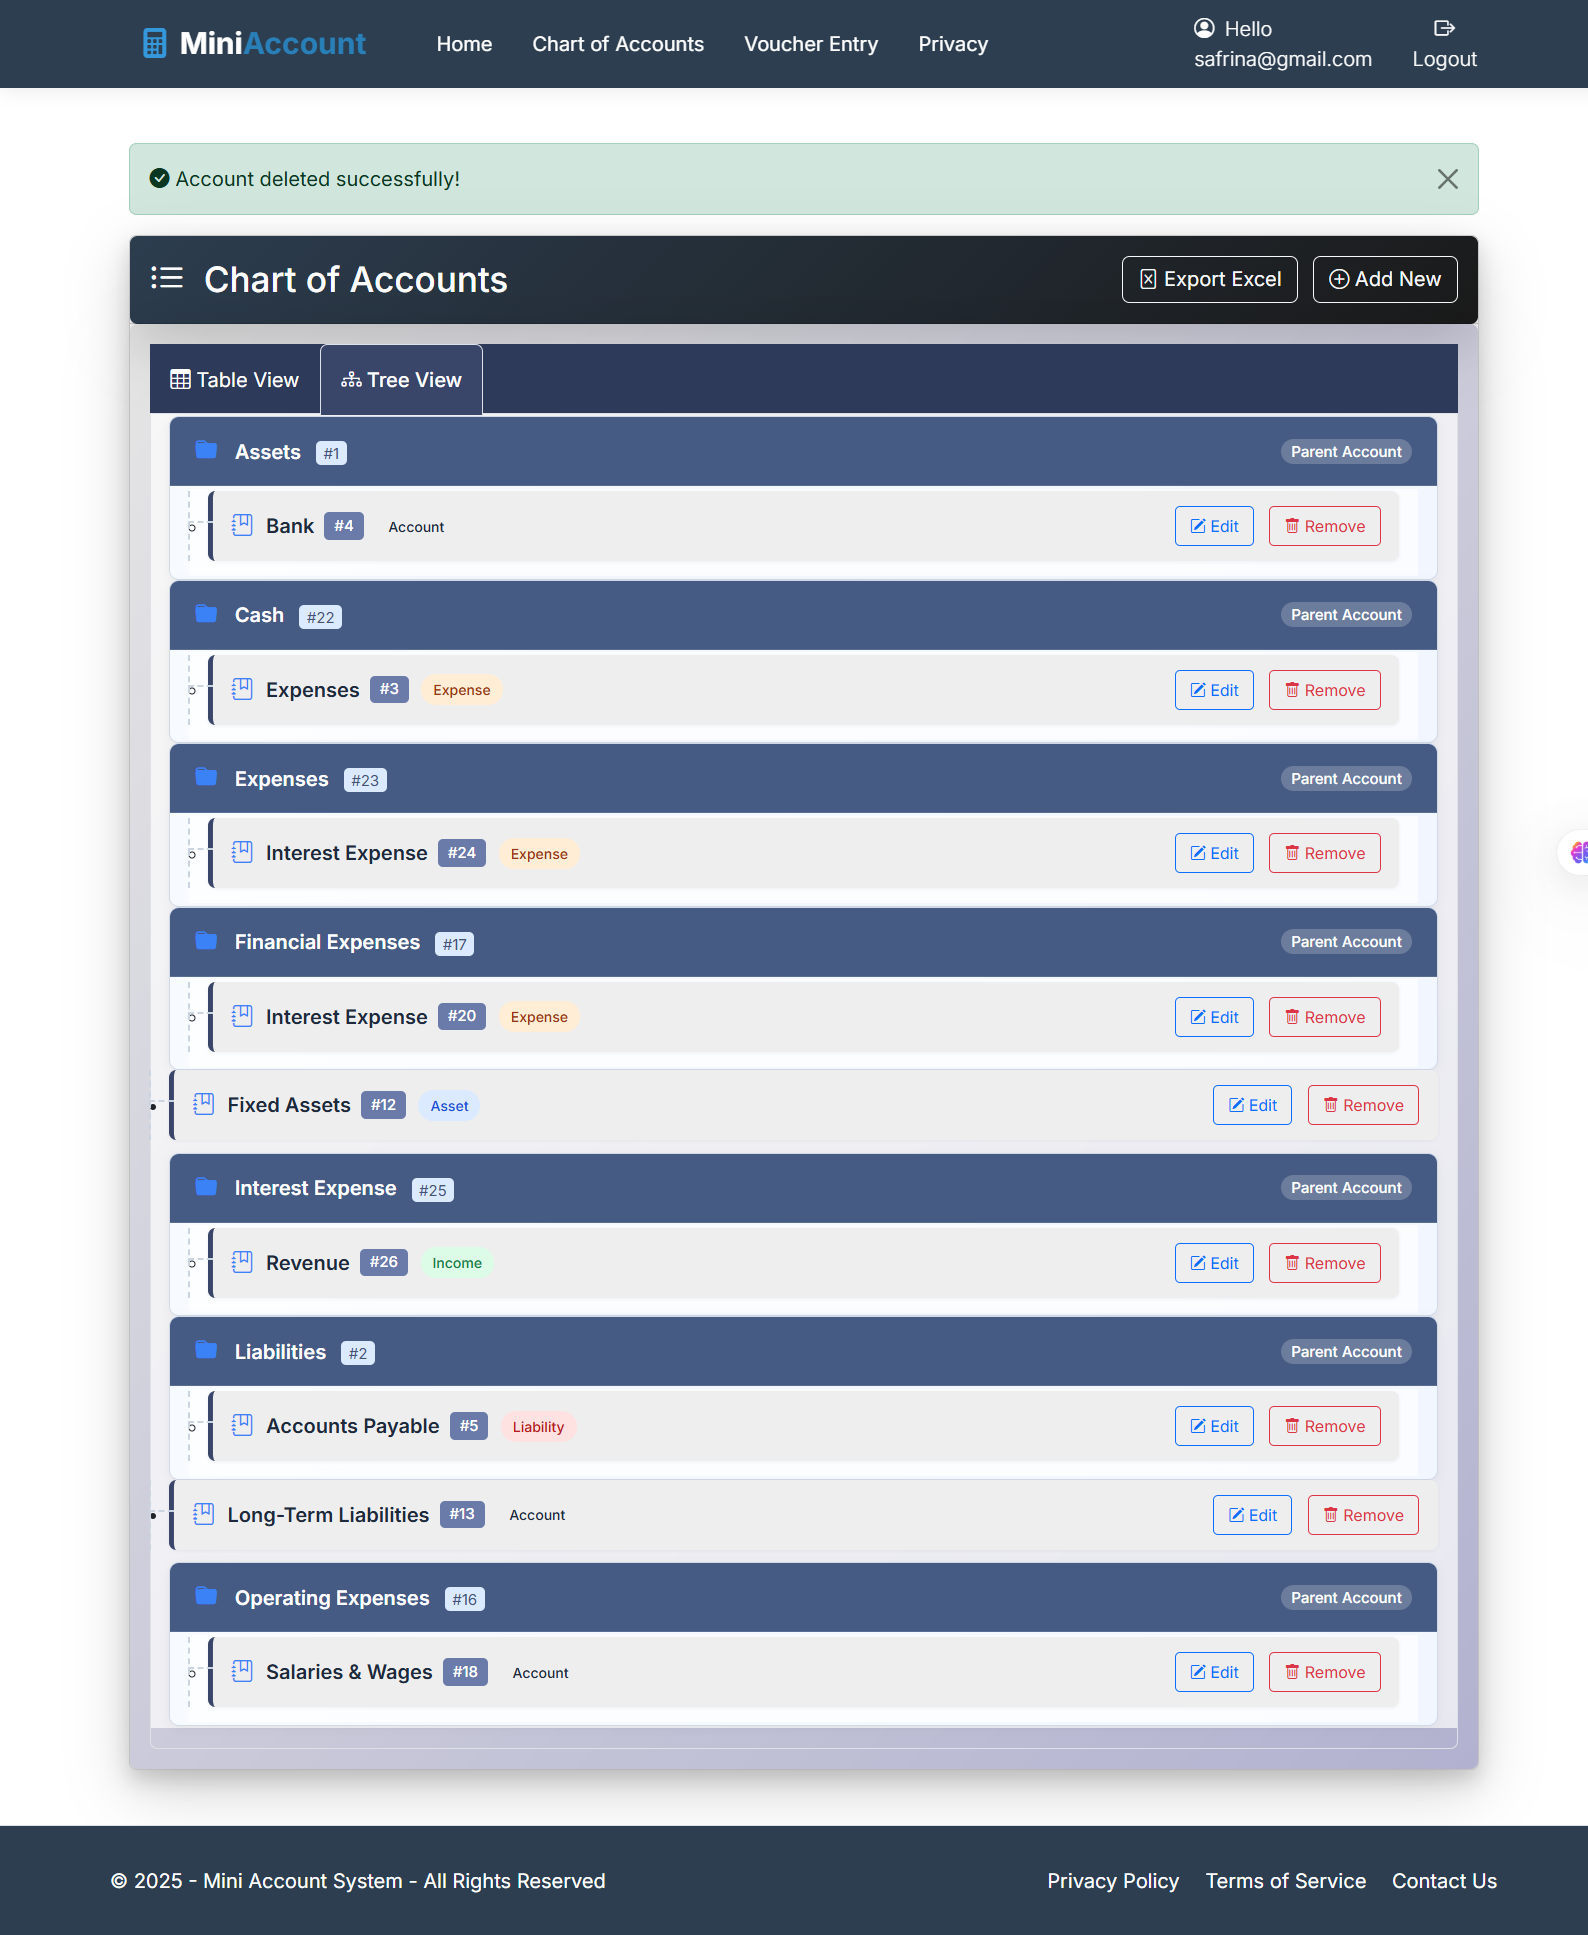 MiniAccount Home Chart of Accounts Voucher Entry Privacy
Hello
safrina@gmail.com
Logout
Account deleted successfully!
Chart of Accounts Export Excel Add New
Table View Tree View
Assets #1 Parent Account
Bank #4 Account Edit Remove
Cash #22 Parent Account
Expenses #3 Expense Edit Remove
Expenses #23 Parent Account
Interest Expense #24 Expense Edit Remove
Financial Expenses #17 Parent Account
Interest Expense #20 Expense Edit Remove
Fixed Assets #12 Asset Edit Remove
Interest Expense #25 Parent Account
Revenue #26 Income Edit Remove
Liabilities #2 Parent Account
Accounts Payable #5 Liability Edit Remove
Long-Term Liabilities #13 Account Edit Remove
Operating Expenses #16 Parent Account
Salaries & Wages #18 Account Edit Remove
© 2025 - Mini Account System - All Rights Reserved Privacy Policy Terms of Service Contact Us